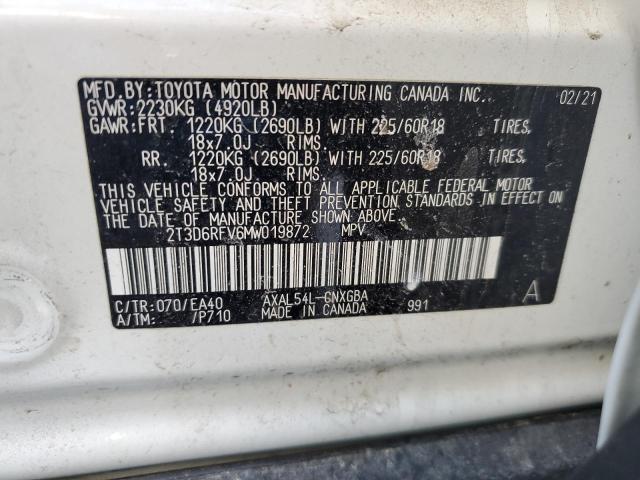 MFD.BY:TOYOTA MOTOR MANUFACTURING CANADA INC. 02/21
GVWR:2230KG (4920LB)
GAWR:FRT. 1220KG (2690LB) WITH 225/60R18 TIRES,
18x7.0J RIMS.
RR. 1220KG (2690LB) WITH 225/60R18 TIRES,
18x7.0J RIMS.
THIS VEHICLE CONFORMS TO ALL APPLICABLE FEDERAL MOTOR
VEHICLE SAFETY AND THEFT PREVENTION STANDARDS IN EFFECT ON
THE DATE OF MANUFACTURE SHOWN ABOVE.
2T3D6RFV6MW019872 MPV
C/TR:070/EA40 AXAL54L-GNXGBA A
A/TM: /P710 MADE IN CANADA 991